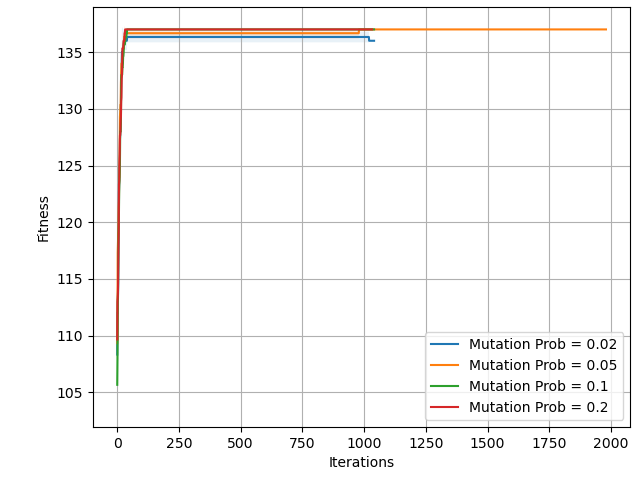 135
130
125
120
115
110
105
Fitness
0
250
500
750
1000
1250
1500
1750
2000
Iterations
Mutation Prob = 0.02
Mutation Prob = 0.05
Mutation Prob = 0.1
Mutation Prob = 0.2